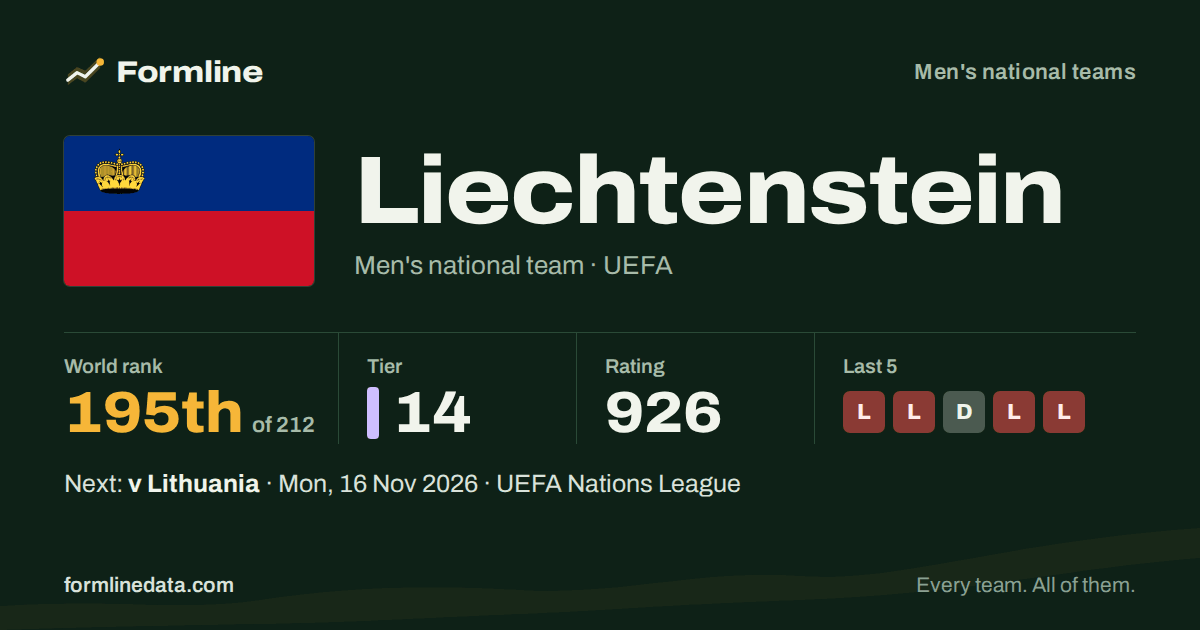 Formline
Men's national teams
Liechtenstein
Men's national team · UEFA
World rank
195th of 212
Tier
14
Rating
926
Last 5
L L D L L
Next: v Lithuania · Mon, 16 Nov 2026 · UEFA Nations League
formlinedata.com
Every team. All of them.